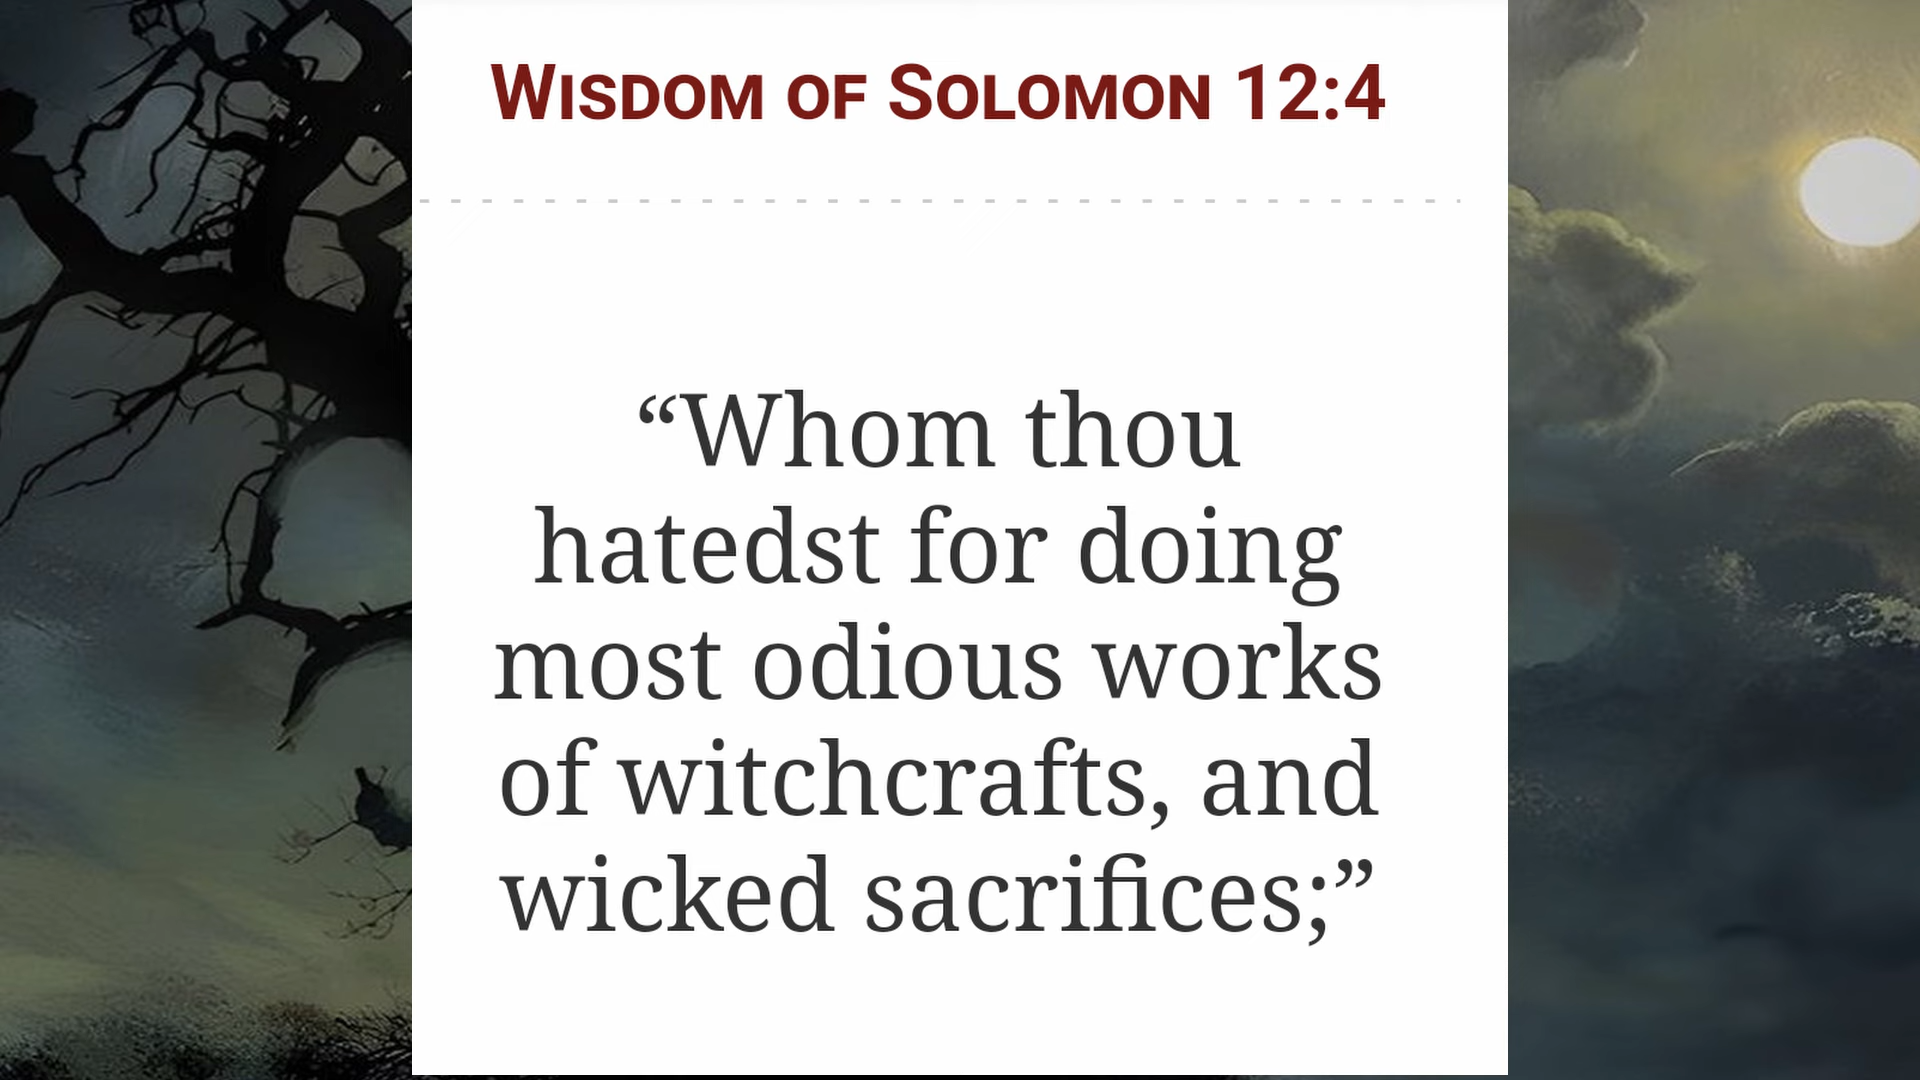 Wisdom of Solomon 12:4
“Whom thou
hatedst for doing
most odious works
of witchcrafts, and
wicked sacrifices;”